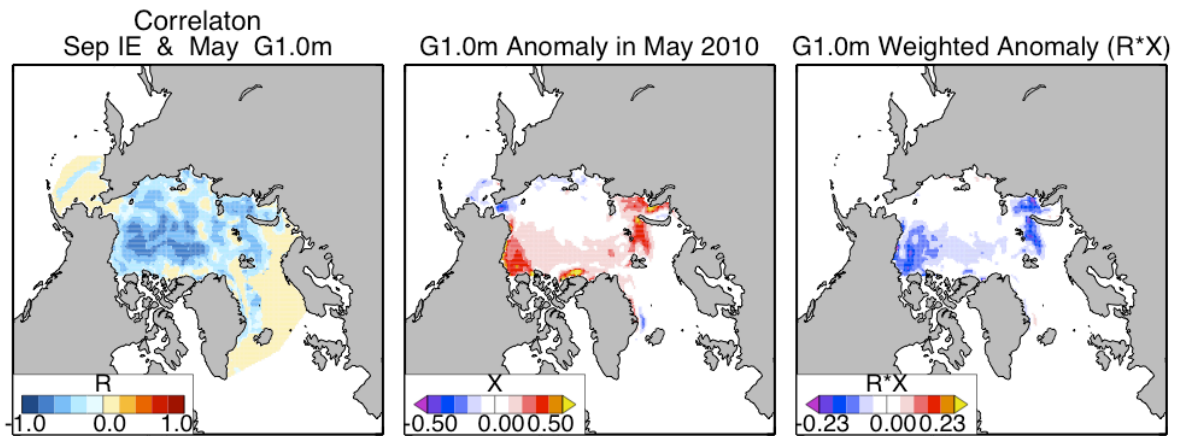 Correlaton
Sep IE & May G1.0m
G1.0m Anomaly in May 2010
G1.0m Weighted Anomaly (R*X)
R
-1.0 0.0 1.0
X
-0.50 0.00 0.50
R*X
-0.23 0.00 0.23